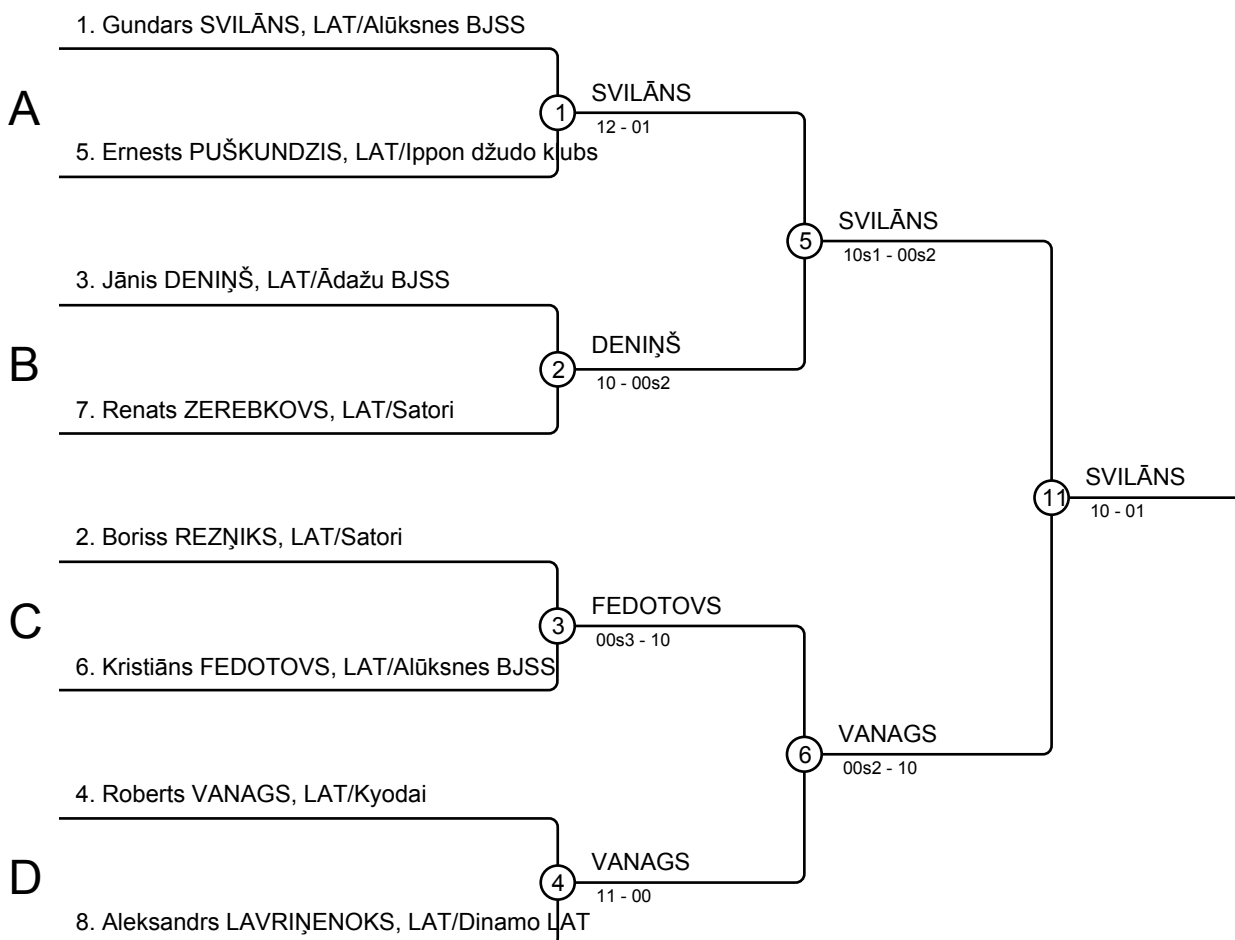 1. Gundars SVILĀNS, LAT/Alūksnes BJSS
A
1
SVILĀNS
12 - 01
5. Ernests PUŠKUNDZIS, LAT/Ippon džudo klubs
5
SVILĀNS
10s1 - 00s2
3. Jānis DENIŅŠ, LAT/Ādažu BJSS
B
2
DENIŅŠ
10 - 00s2
7. Renats ZEREBKOVS, LAT/Satori
11
SVILĀNS
10 - 01
2. Boriss REZŅIKS, LAT/Satori
C
3
FEDOTOVS
00s3 - 10
6. Kristiāns FEDOTOVS, LAT/Alūksnes BJSS
6
VANAGS
00s2 - 10
4. Roberts VANAGS, LAT/Kyodai
D
4
VANAGS
11 - 00
8. Aleksandrs LAVRIŅENOKS, LAT/Dinamo LAT